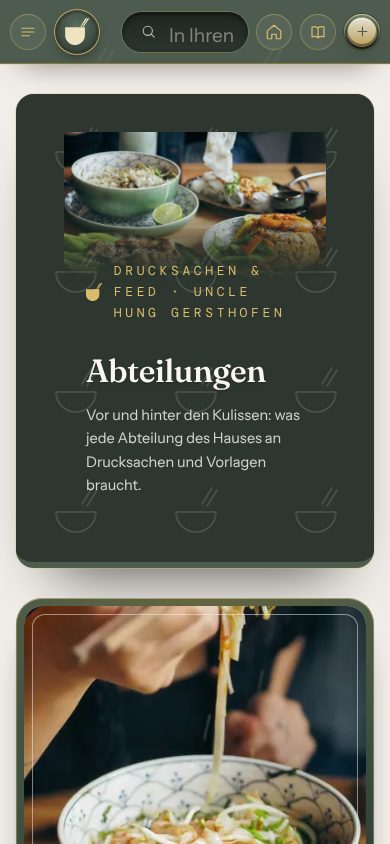 In Ihren
DRUCKSACHEN &
FEED · UNCLE
HUNG GERSTHOFEN
Abteilungen
Vor und hinter den Kulissen: was
jede Abteilung des Hauses an
Drucksachen und Vorlagen
braucht.